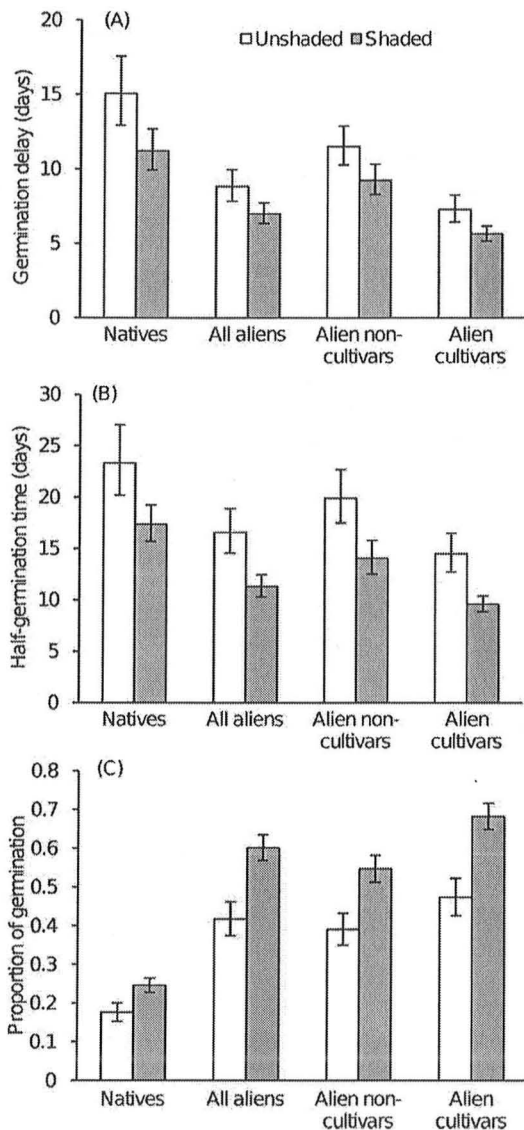 (A)
Unshaded Shaded
Germination delay (days)
20
15
10
5
0
Natives All aliens Alien non- Alien
cultivars cultivars
(B)
Half-germination time (days)
30
25
20
15
10
5
0
Natives All aliens Alien non- Alien
cultivars cultivars
(C)
Proportion of germination
0.8
0.7
0.6
0.5
0.4
0.3
0.2
0.1
0
Natives All aliens Alien non- Alien
cultivars cultivars